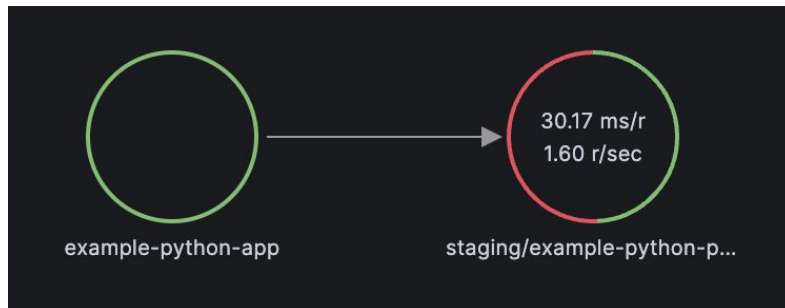 30.17 ms/r
1.60 r/sec
example-python-app
staging/example-python-p...